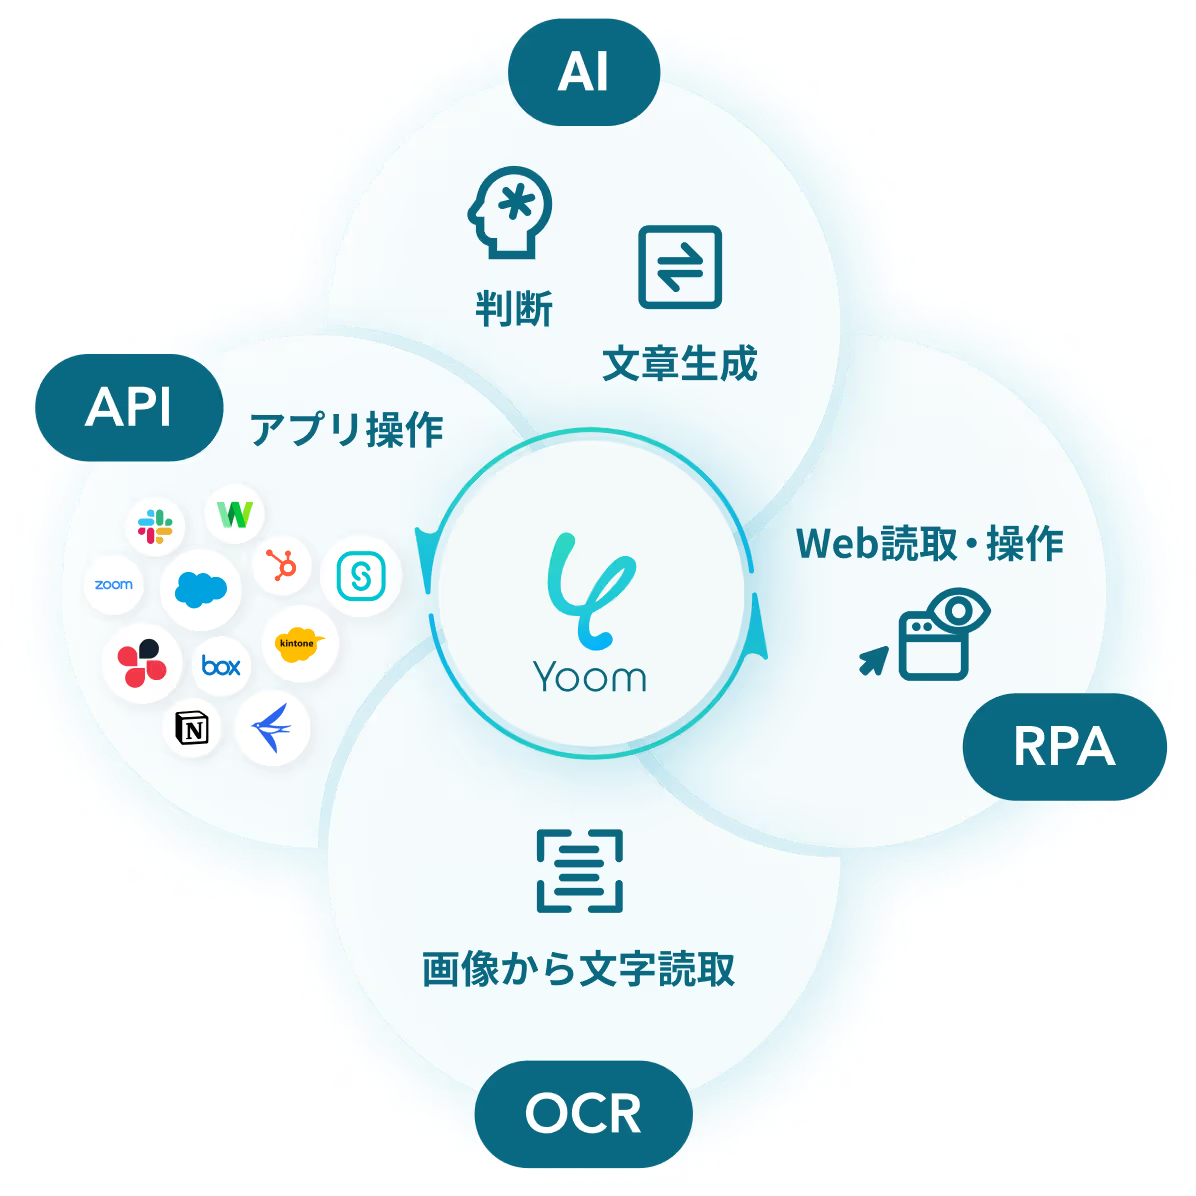 AI
判断
文章生成
API
アプリ操作
zoom
kintone
box
N
Yoom
Web読取・操作
RPA
画像から文字読取
OCR